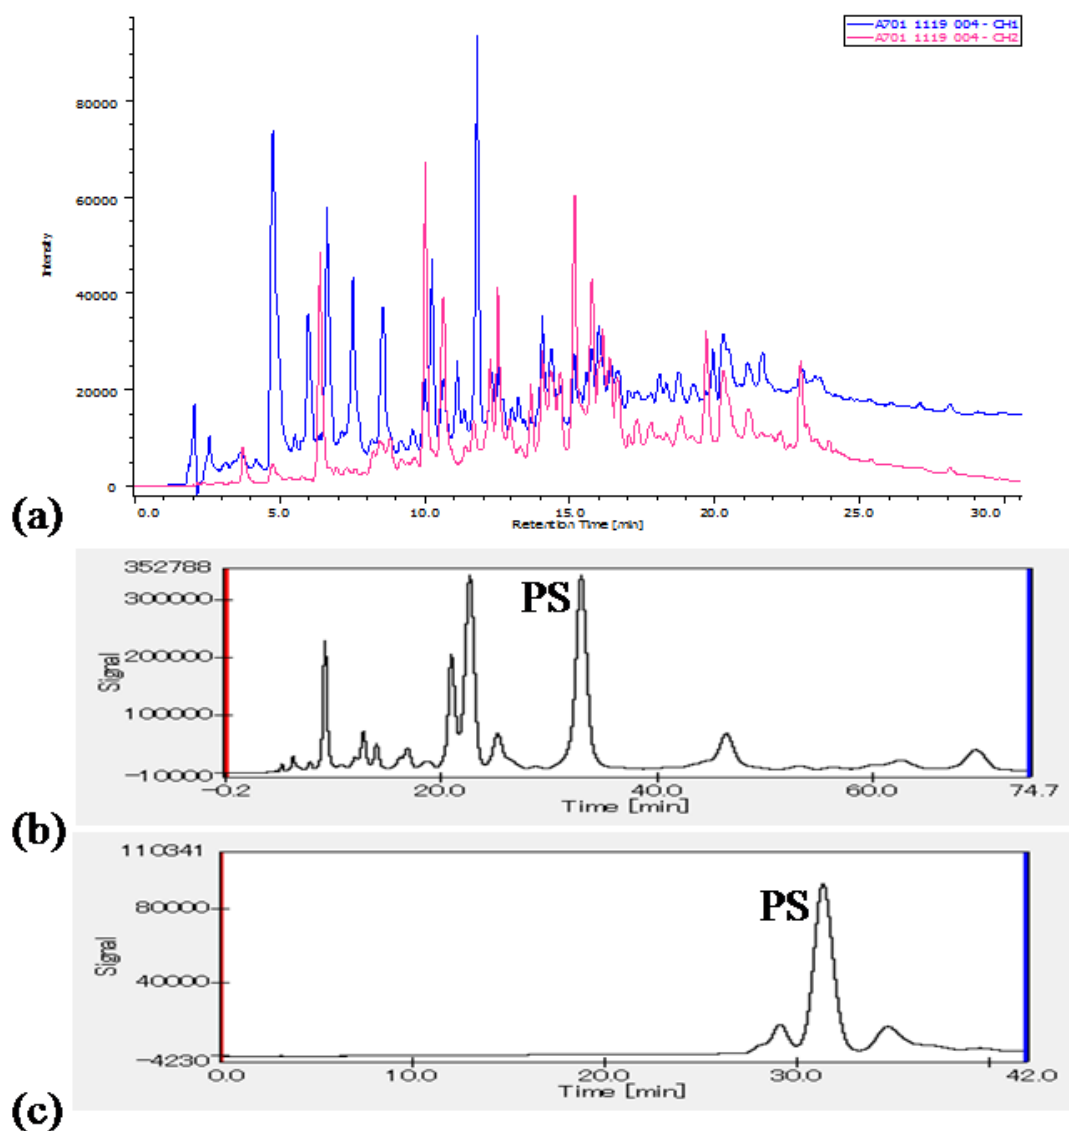 A701 1119 004 - CH1
A701 1119 004 - CH2
80000
60000
40000
20000
0
Intensity
0.0 5.0 10.0 15.0 20.0 25.0 30.0
Retention Time [min]
(a)
352788
300000
200000
100000
-10000
Signal
PS
-0.2 20.0 40.0 60.0 74.7
Time [min]
(b)
110341
80000
40000
-4230
Signal
PS
0.0 10.0 20.0 30.0 42.0
Time [min]
(c)